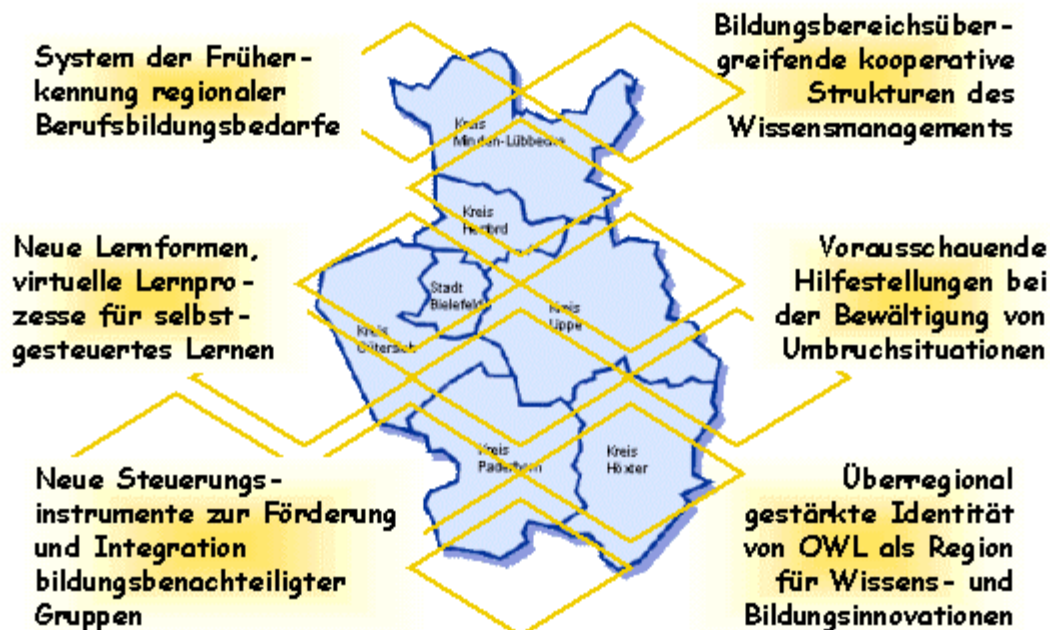 System der Früher-
kennung regionaler
Berufsbildungsbedarfe
Bildungsbereichsüber-
greifende kooperative
Strukturen des
Wissensmanagements
Kreis
Minden-Lübbecke
Kreis
Herford
Neue Lernformen,
virtuelle Lernpro-
zesse für selbst-
gesteuertes Lernen
Stadt
Bielefeld
Kreis
Gütersloh
Kreis
Lippe
Vorausschauende
Hilfestellungen bei
der Bewältigung von
Umbruchsituationen
Kreis
Paderborn
Kreis
Höxter
Neue Steuerungs-
instrumente zur Förderung
und Integration
bildungsbenachteiligter
Gruppen
Überregional
gestärkte Identität
von OWL als Region
für Wissens- und
Bildungsinnovationen